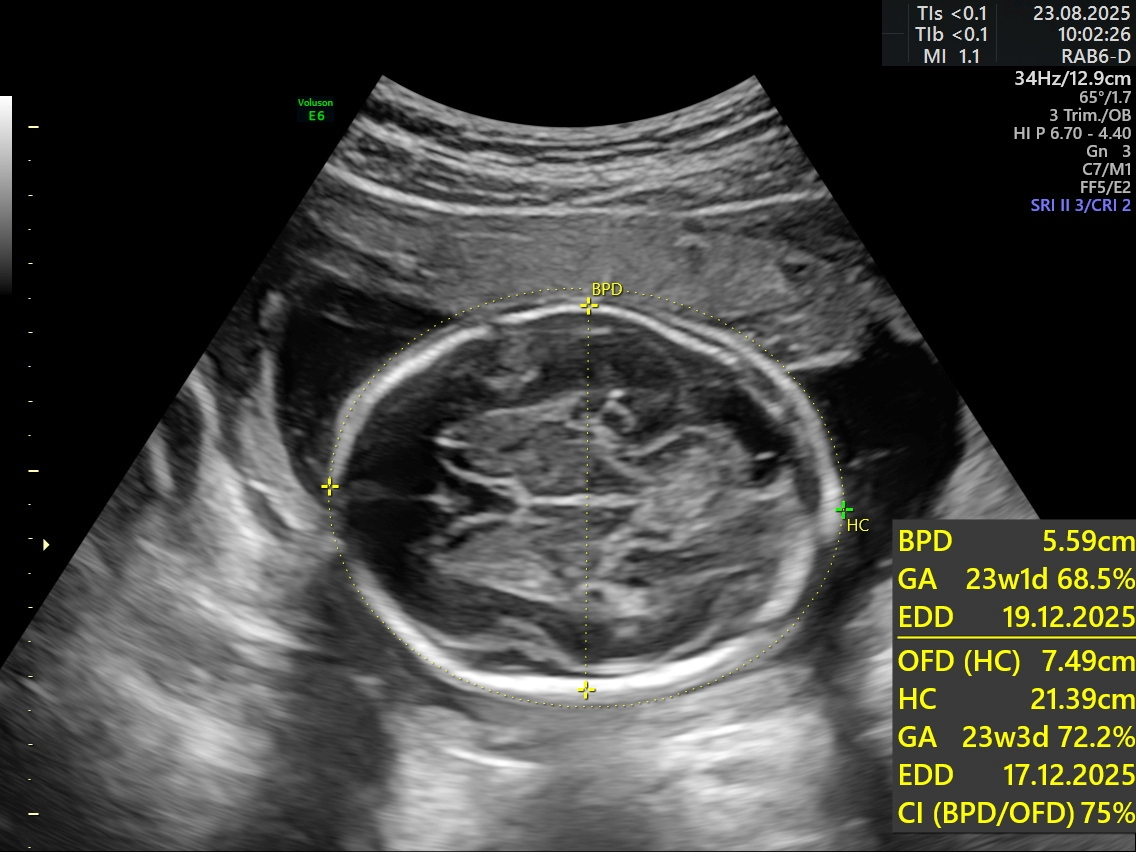 TIs <0.1 23.08.2025
TIb <0.1 10:02:26
MI 1.1 RAB6-D
34Hz/12.9cm
65°/1.7
3 Trim./OB
HI P 6.70 - 4.40
Gn 3
C7/M1
FF5/E2
SRI II 3/CRI 2
Voluson
E6
BPD
HC
BPD 5.59cm
GA 23w1d 68.5%
EDD 19.12.2025
OFD (HC) 7.49cm
HC 21.39cm
GA 23w3d 72.2%
EDD 17.12.2025
CI (BPD/OFD) 75%